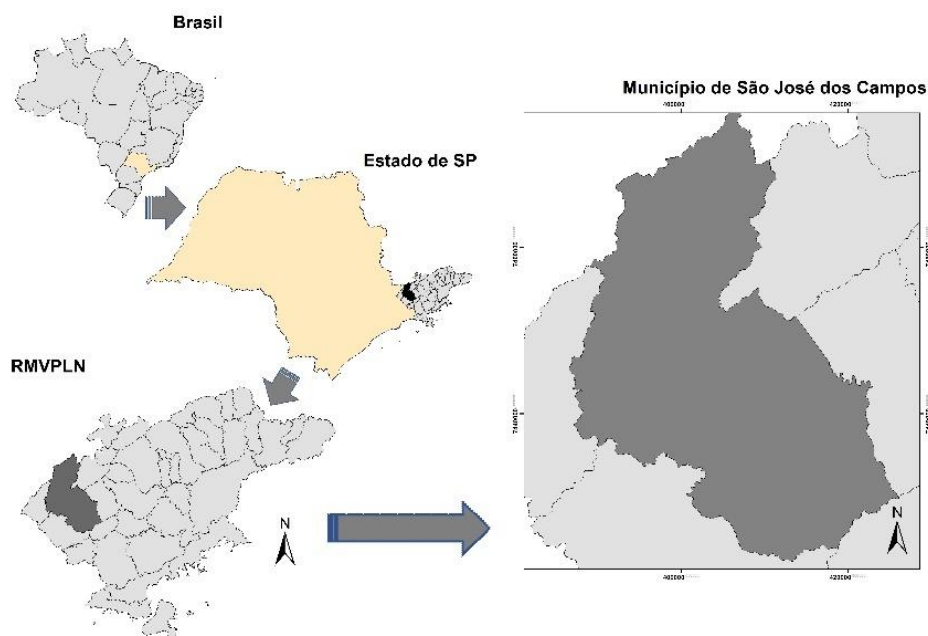 Brasil
Município de São José dos Campos
400000
420000
Estado de SP
RMVPLN
N
N
400000
420000